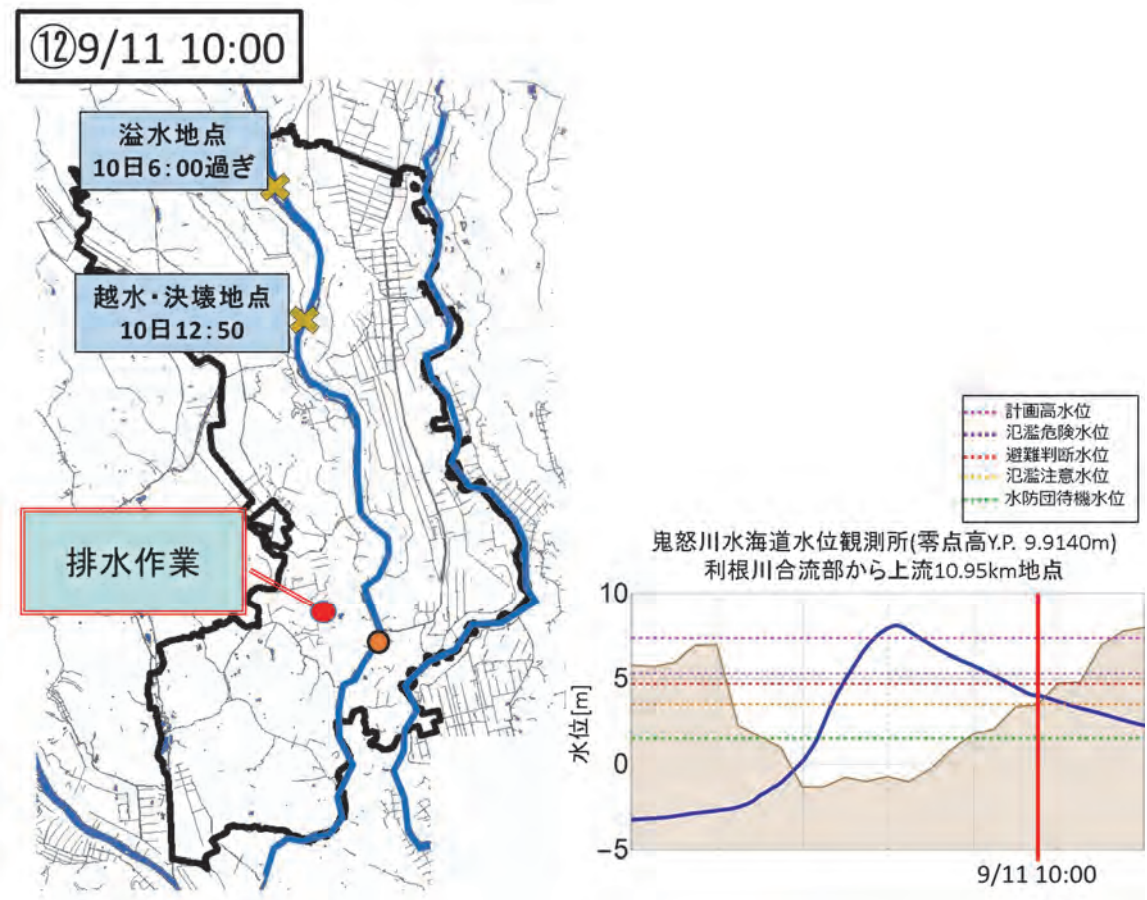 ⑫9/11 10:00
溢水地点
10日6:00過ぎ
越水・決壊地点
10日12:50
排水作業
計画高水位
氾濫危険水位
避難判断水位
氾濫注意水位
水防団待機水位
鬼怒川水海道水位観測所(零点高Y.P. 9.9140m)
利根川合流部から上流10.95km地点
水位[m]
10
5
0
−5
9/11 10:00